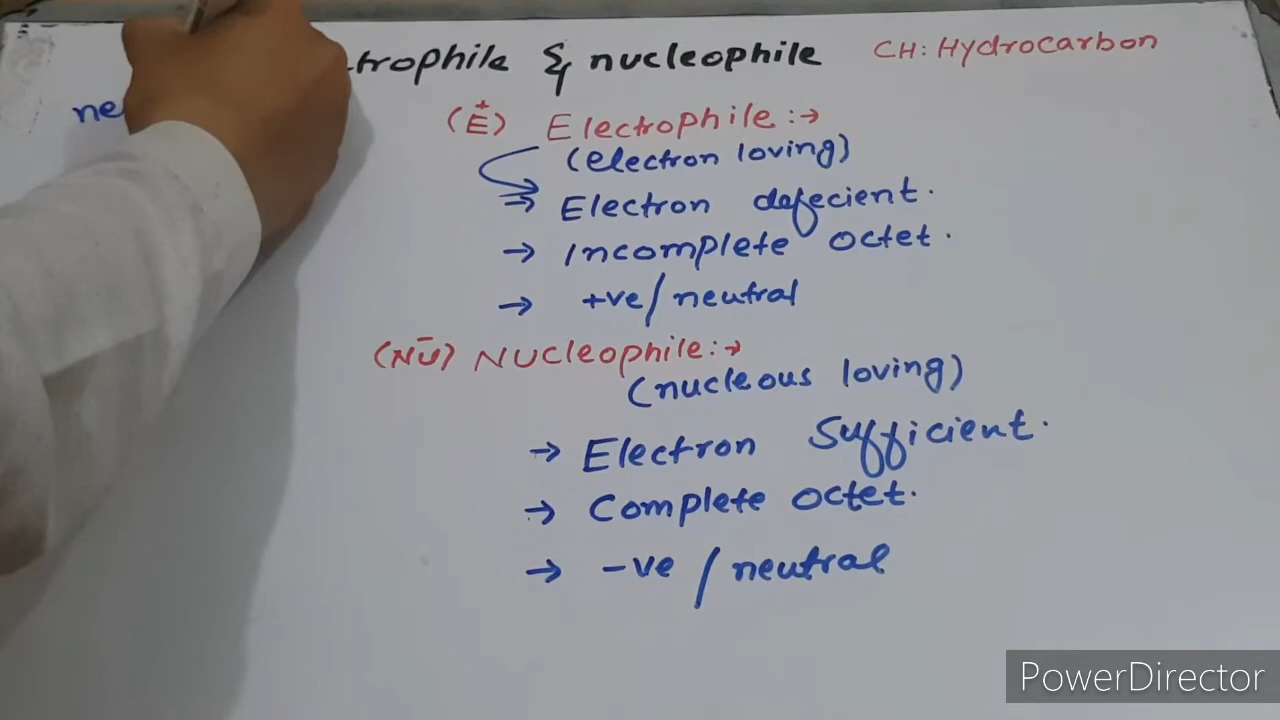 trophile & nucleophile CH: Hydrocarbon
ne
(E⁺) Electrophile :→
(electron loving)
⇒ Electron defecient.
→ Incomplete octet.
→ +ve/neutral
(NU⁻) Nucleophile :→
(nucleous loving)
→ Electron Sufficient.
→ Complete octet.
→ -ve / neutral
PowerDirector